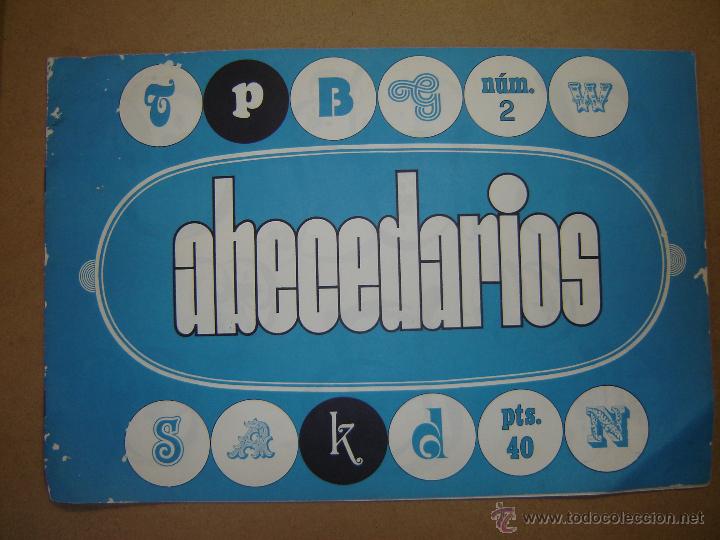 T p B G núm. 2 W
abecedarios
S A k d pts. 40 N
© www.todocoleccion.net